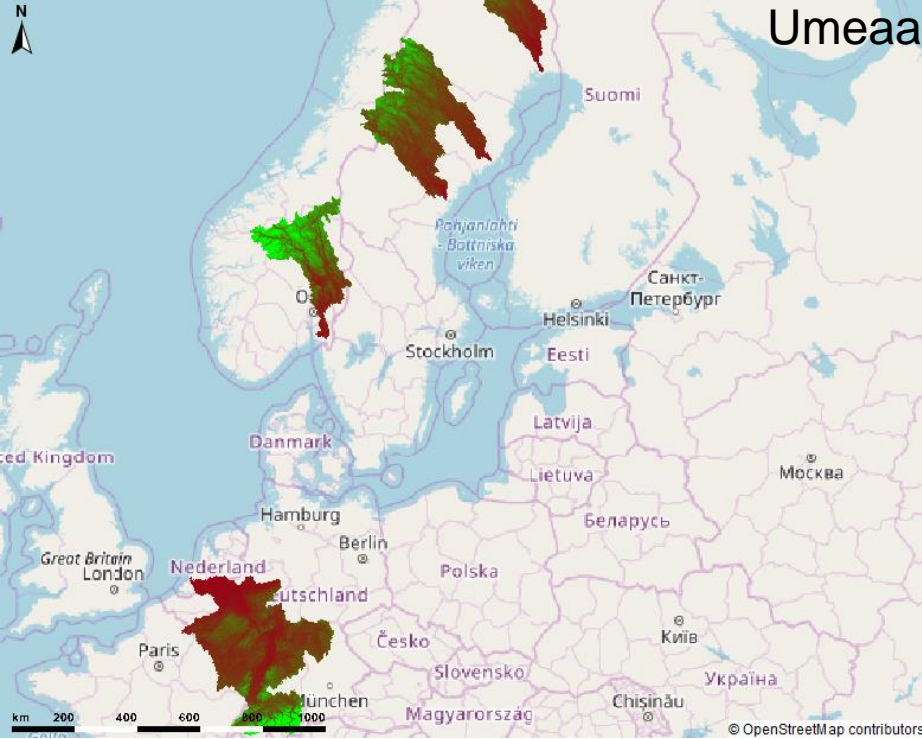 N
Umeaa
Suomi
Pohjanlahti
- Bottniska
viken
Санкт-
Петербург
Helsinki
Stockholm
Eesti
Danmark
Latvija
ted Kingdom
Lietuva
Москва
Hamburg
Беларусь
Berlin
Great Britain
London
Nederland
Polska
eutschland
Paris
Česko
Київ
Slovensko
Україна
München
Chișinău
Magyarország
km 200 400 600 800 1000
© OpenStreetMap contributor